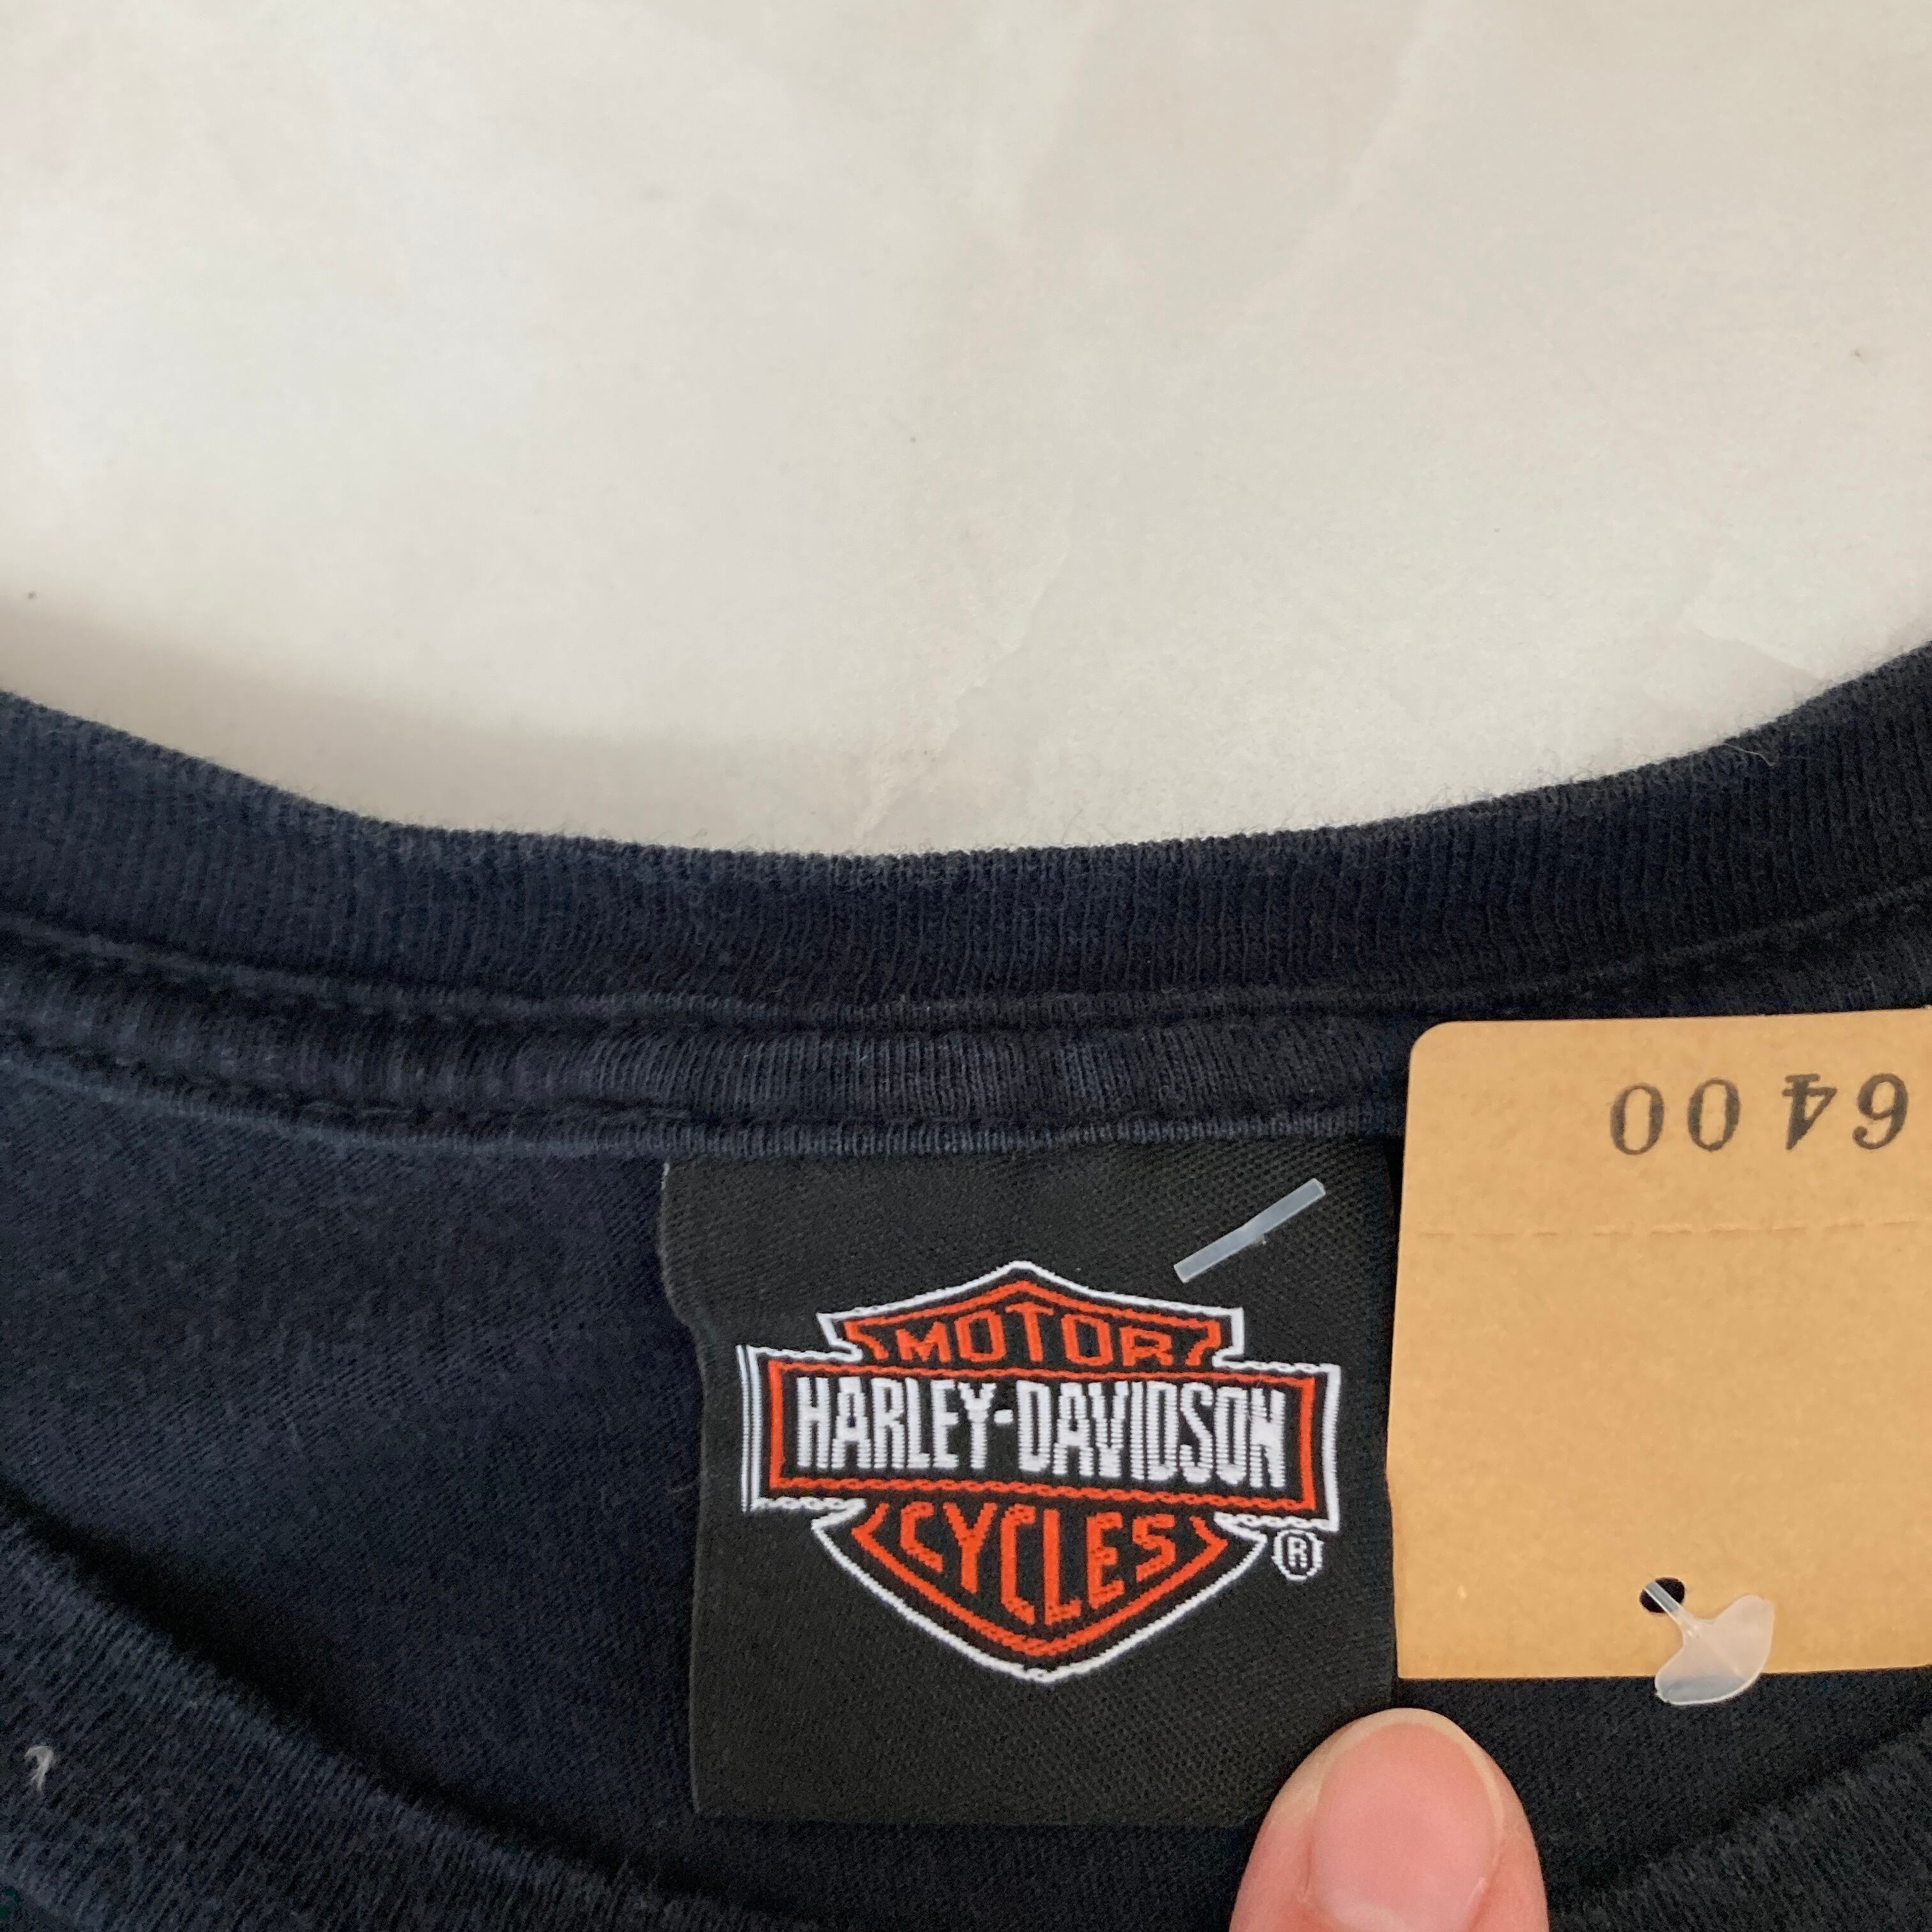 6400
MOTOR
HARLEY-DAVIDSON
CYCLES
®